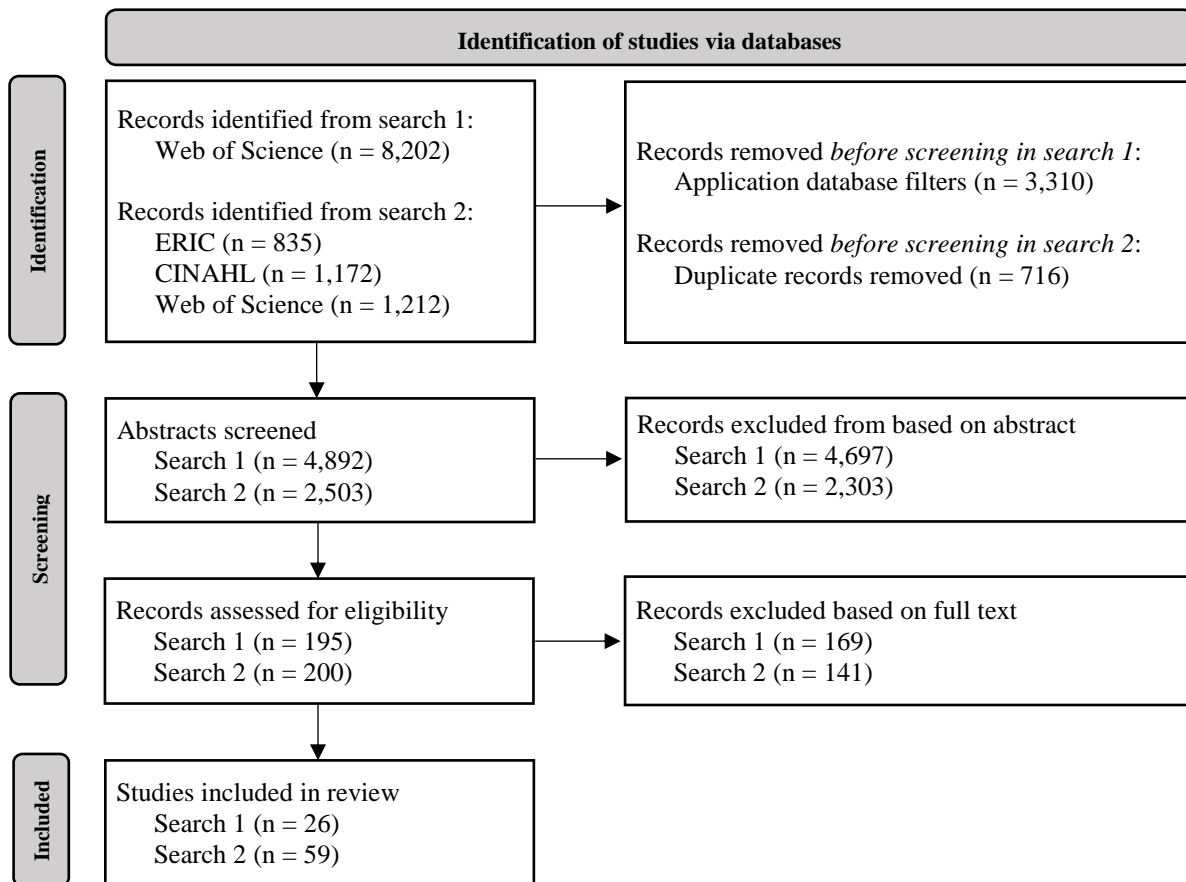 Identification of studies via databases
Identification
Records identified from search 1:
Web of Science (n = 8,202)
Records identified from search 2:
ERIC (n = 835)
CINAHL (n = 1,172)
Web of Science (n = 1,212)
Records removed before screening in search 1:
Application database filters (n = 3,310)
Records removed before screening in search 2:
Duplicate records removed (n = 716)
Screening
Abstracts screened
Search 1 (n = 4,892)
Search 2 (n = 2,503)
Records excluded from based on abstract
Search 1 (n = 4,697)
Search 2 (n = 2,303)
Records assessed for eligibility
Search 1 (n = 195)
Search 2 (n = 200)
Records excluded based on full text
Search 1 (n = 169)
Search 2 (n = 141)
Included
Studies included in review
Search 1 (n = 26)
Search 2 (n = 59)